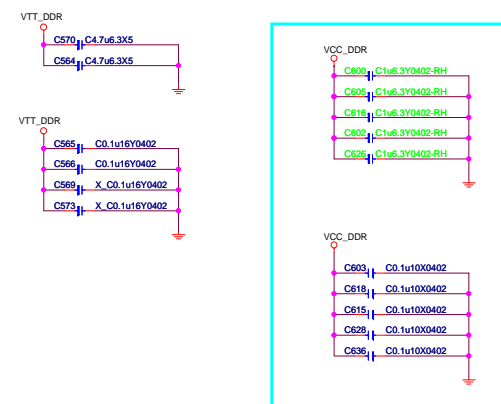 VTT_DDR
C570 C4.7u6.3X5
C564 C4.7u6.3X5
VTT_DDR
C565 C0.1u16Y0402
C566 C0.1u16Y0402
C569 X_C0.1u16Y0402
C573 X_C0.1u16Y0402
VCC_DDR
C600 C1u6.3Y0402-RH
C605 C1u6.3Y0402-RH
C616 C1u6.3Y0402-RH
C602 C1u6.3Y0402-RH
C626 C1u6.3Y0402-RH
VCC_DDR
C603 C0.1u10X0402
C618 C0.1u10X0402
C615 C0.1u10X0402
C628 C0.1u10X0402
C636 C0.1u10X0402